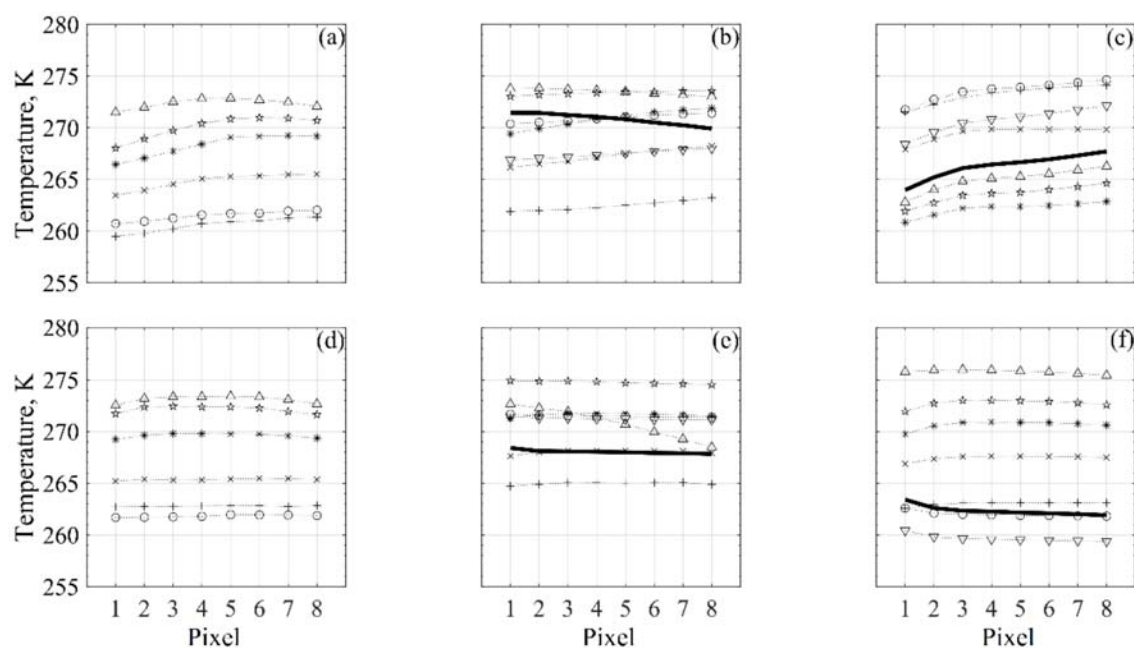 280
275
270
265
260
255
Temperature, K
(a)
(b)
(c)
280
275
270
265
260
255
Temperature, K
(d)
(e)
(f)
1 2 3 4 5 6 7 8
1 2 3 4 5 6 7 8
1 2 3 4 5 6 7 8
Pixel
Pixel
Pixel